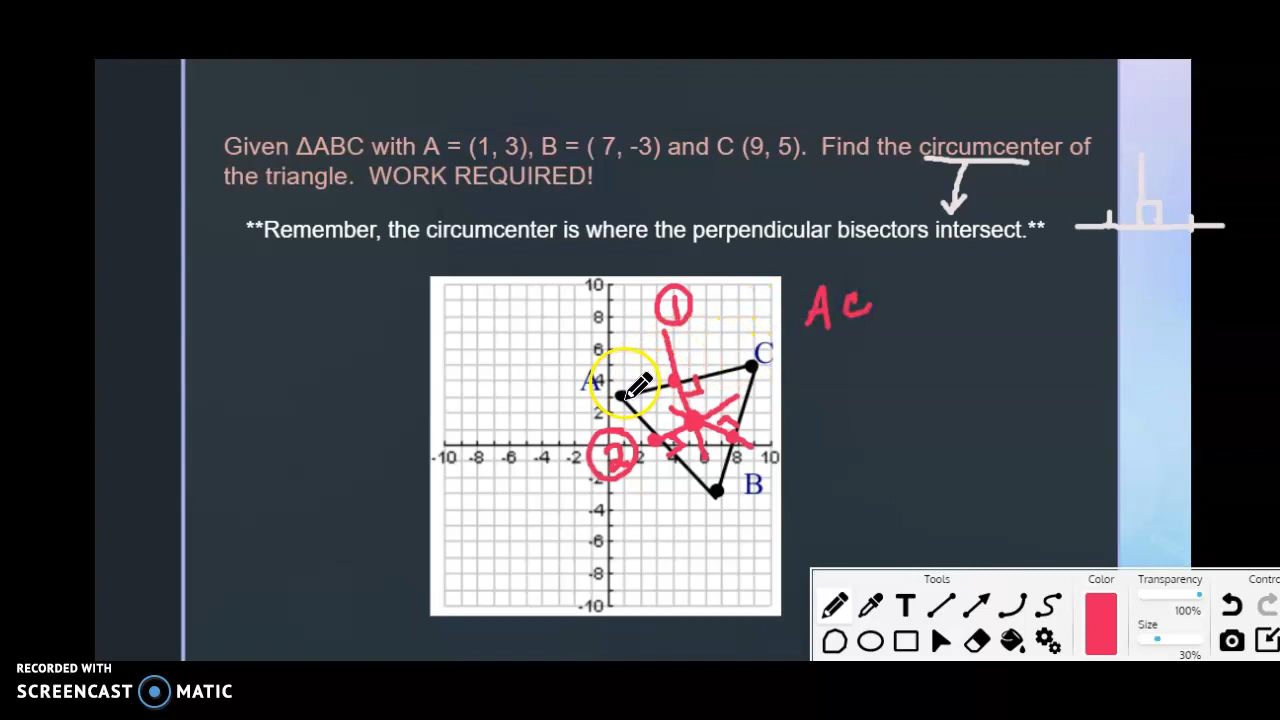 Given ΔABC with A = (1, 3), B = ( 7, -3) and C (9, 5). Find the circumcenter of
the triangle. WORK REQUIRED!
**Remember, the circumcenter is where the perpendicular bisectors intersect.**
10
8
6
4
2
-10 -8 -6 -4 -2 2 4 6 8 10
-2
-4
-6
-8
-10
A
B
C
1
2
AC
Tools
Color
Transparency
100%
Size
30%
Contro
T
RECORDED WITH
SCREENCAST MATIC